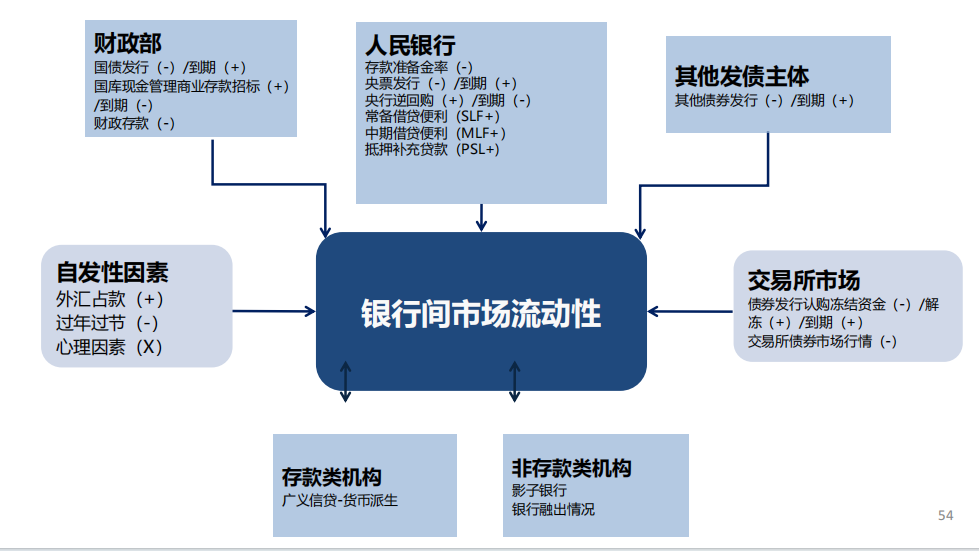 财政部
国债发行（-）/到期（+）
国库现金管理商业存款招标（+）
/到期（-）
财政存款（-）
人民银行
存款准备金率（-）
央票发行（-）/到期（+）
央行逆回购（+）/到期（-）
常备借贷便利（SLF+）
中期借贷便利（MLF+）
抵押补充贷款（PSL+）
其他发债主体
其他债券发行（-）/到期（+）
自发性因素
外汇占款（+）
过年过节（-）
心理因素（X）
银行间市场流动性
交易所市场
债券发行认购冻结资金（-）/解
冻（+）/到期（+）
交易所债券市场行情（-）
存款类机构
广义信贷-货币派生
非存款类机构
影子银行
银行融出情况
54